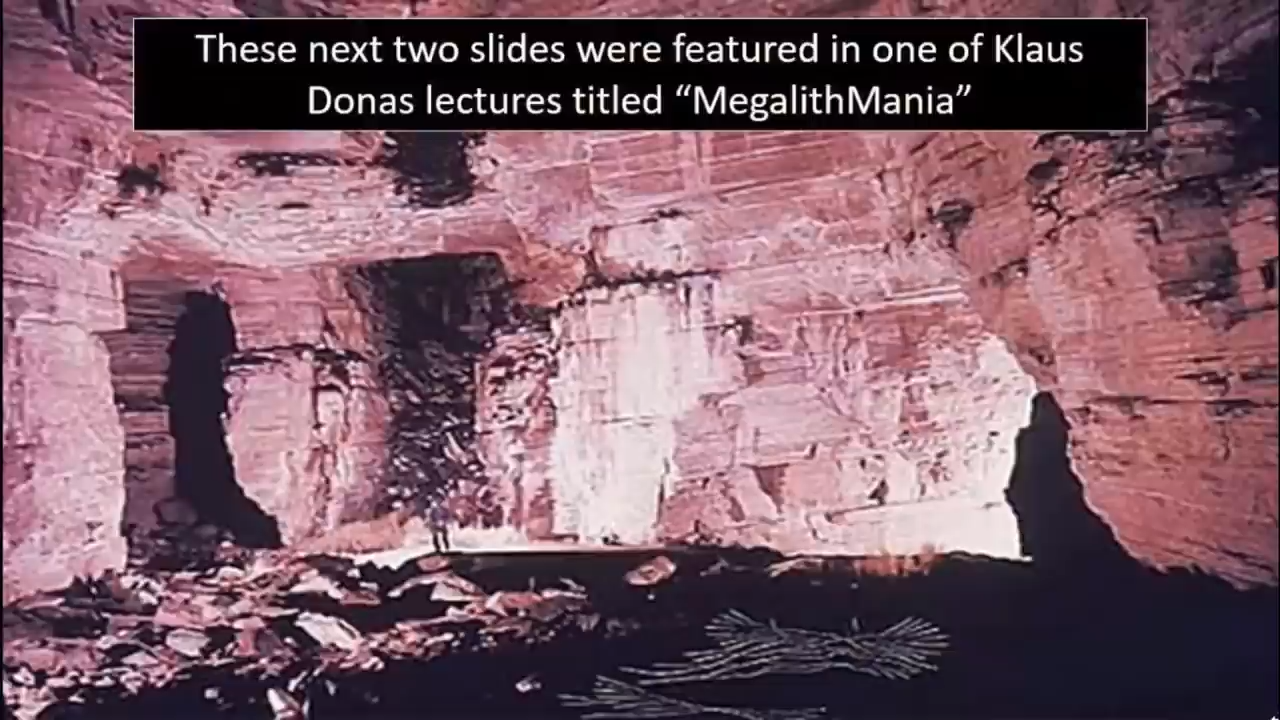 These next two slides were featured in one of Klaus
Donas lectures titled “MegalithMania”